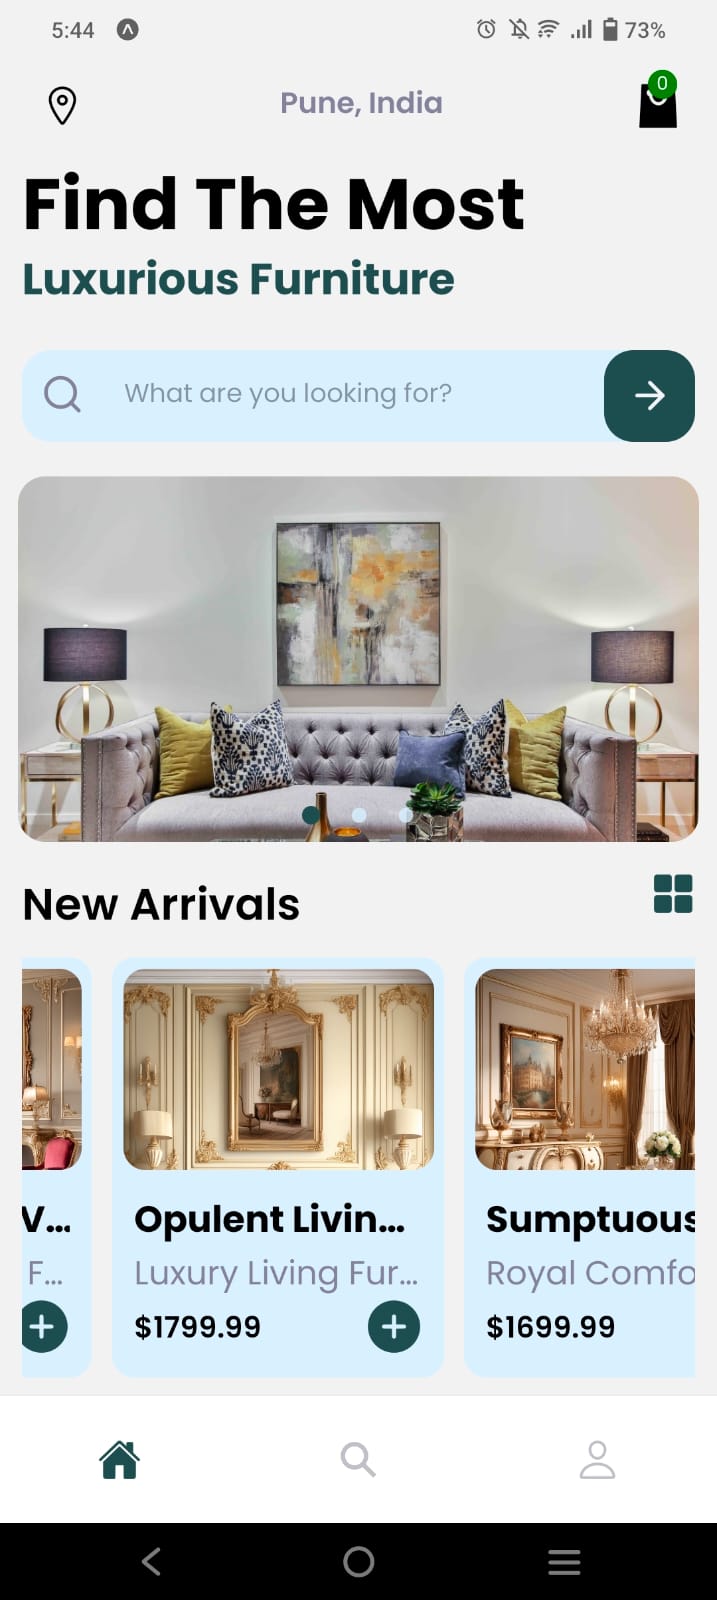 5:44
73%
Pune, India
0
Find The Most
Luxurious Furniture
What are you looking for?
New Arrivals
V...
Opulent Livin...
Sumptuous
F...
Luxury Living Fur...
Royal Comfo
$1799.99
$1699.99